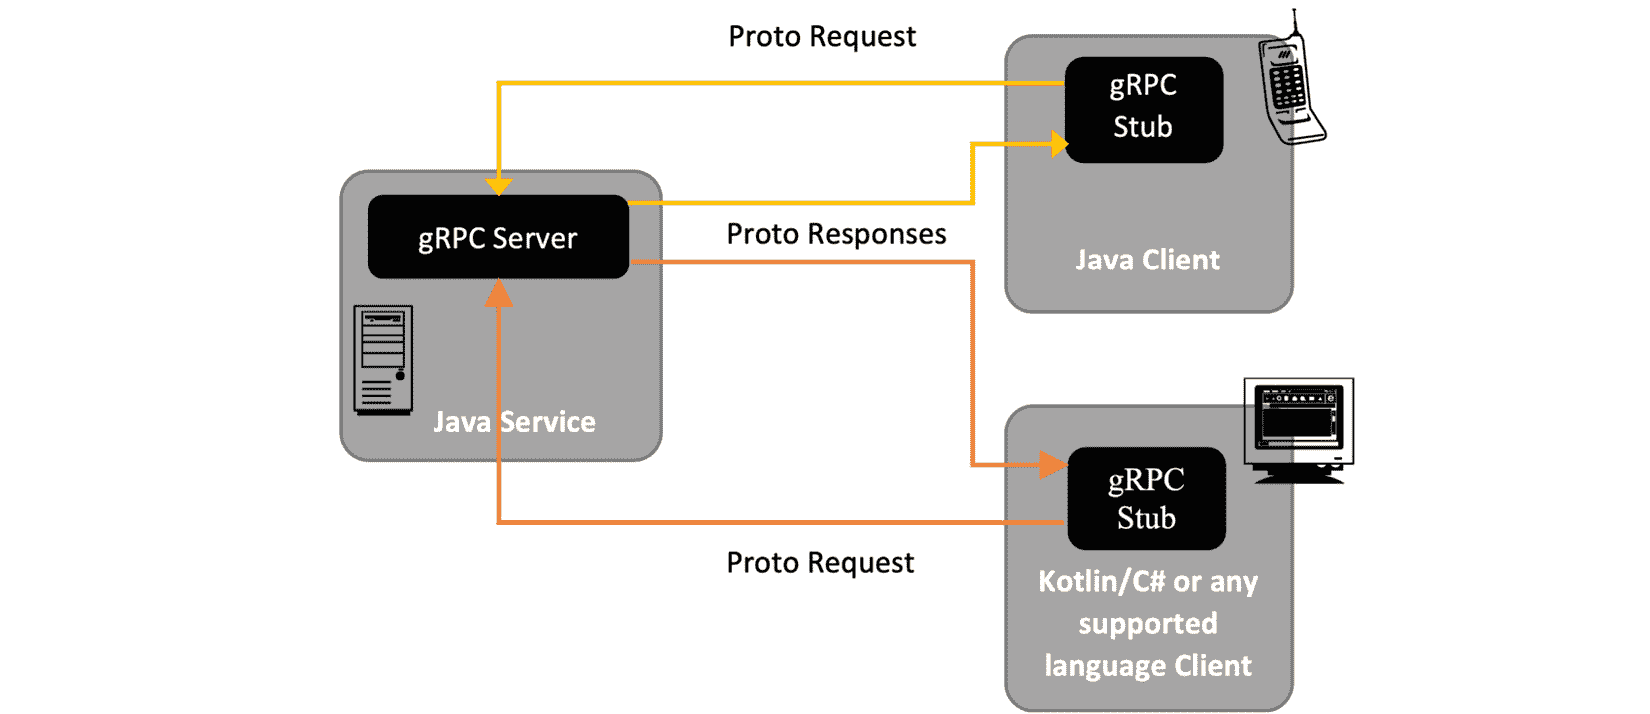 Proto Request
gRPC
Stub
Java Client
gRPC Server
Java Service
Proto Responses
gRPC
Stub
Kotlin/C# or any
supported
language Client
Proto Request